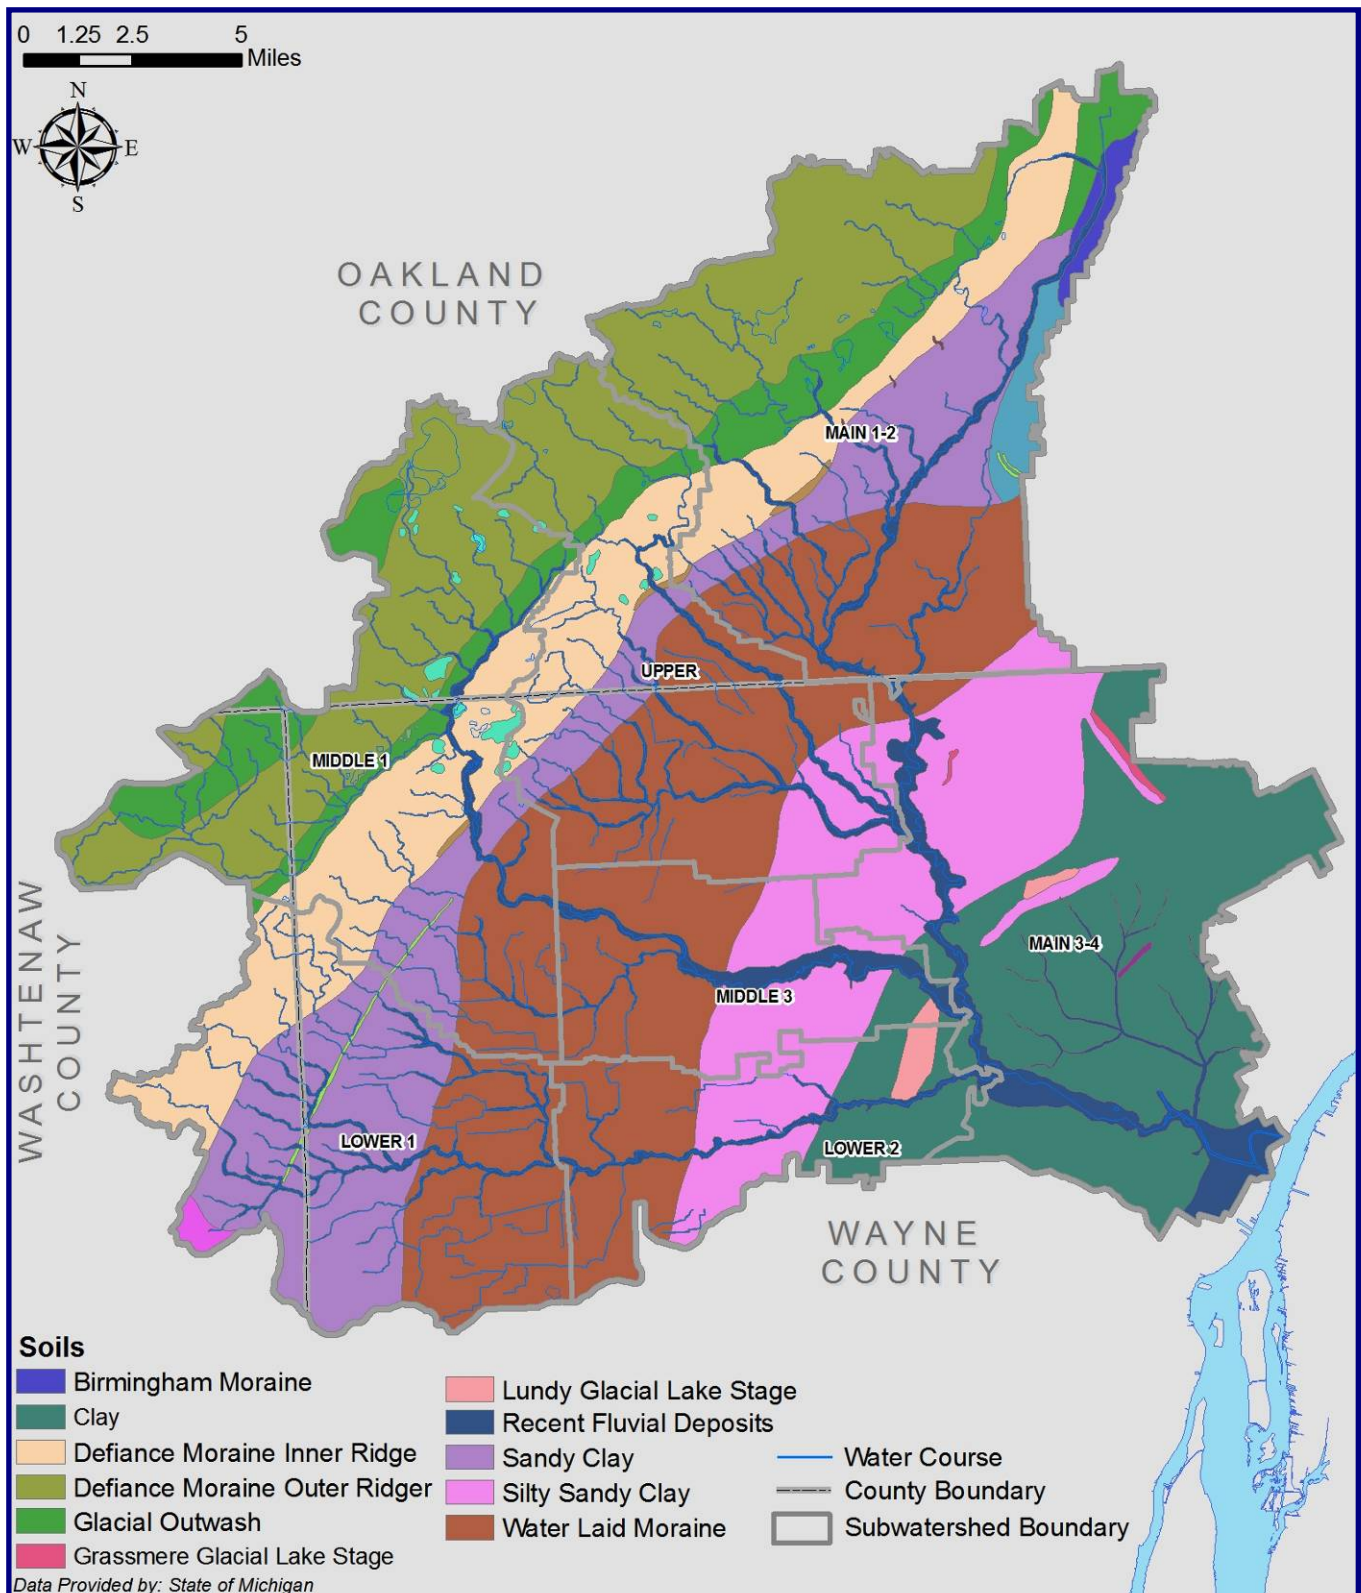 0 1.25 2.5 5
Miles
N
W E
S
OAKLAND
COUNTY
MAIN 1-2
UPPER
MIDDLE 1
WASHTENAW
COUNTY
MAIN 3-4
MIDDLE 3
LOWER 1
LOWER 2
WAYNE
COUNTY
Soils
Birmingham Moraine
Clay
Defiance Moraine Inner Ridge
Defiance Moraine Outer Ridger
Glacial Outwash
Grassmere Glacial Lake Stage
Lundy Glacial Lake Stage
Recent Fluvial Deposits
Sandy Clay
Silty Sandy Clay
Water Laid Moraine
Water Course
County Boundary
Subwatershed Boundary
Data Provided by: State of Michigan